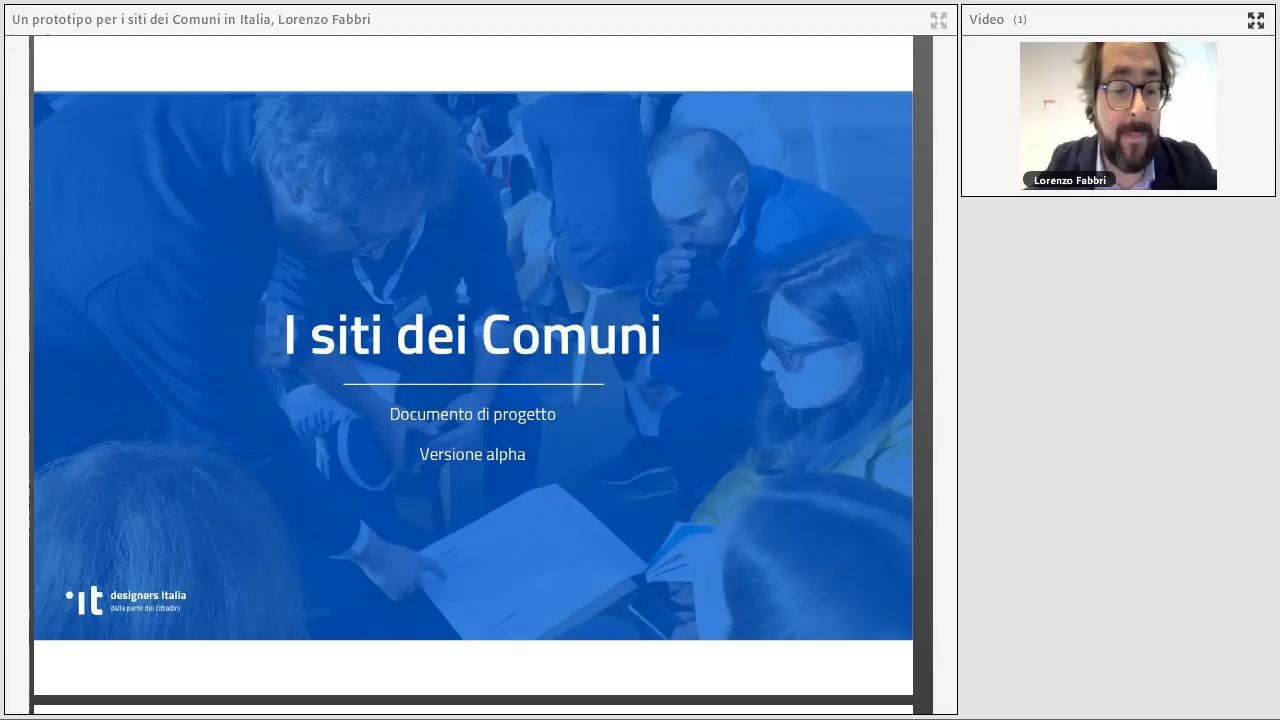 Un prototipo per i siti dei Comuni in Italia, Lorenzo Fabbri
Video (1)
Lorenzo Fabbri
I siti dei Comuni
Documento di progetto
Versione alpha
it designers Italia
dalla parte dei cittadini